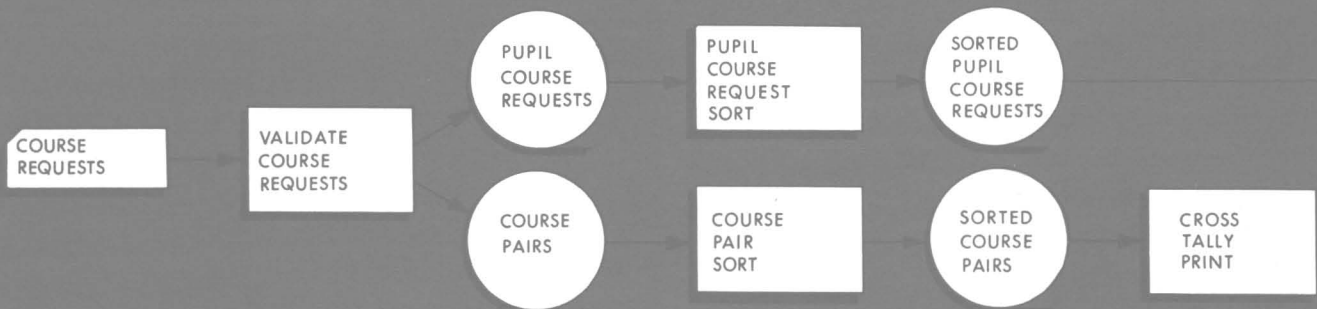 COURSE
REQUESTS
VALIDATE
COURSE
REQUESTS
PUPIL
COURSE
REQUESTS
PUPIL
COURSE
REQUEST
SORT
SORTED
PUPIL
COURSE
REQUESTS
COURSE
PAIRS
COURSE
PAIR
SORT
SORTED
COURSE
PAIRS
CROSS
TALLY
PRINT